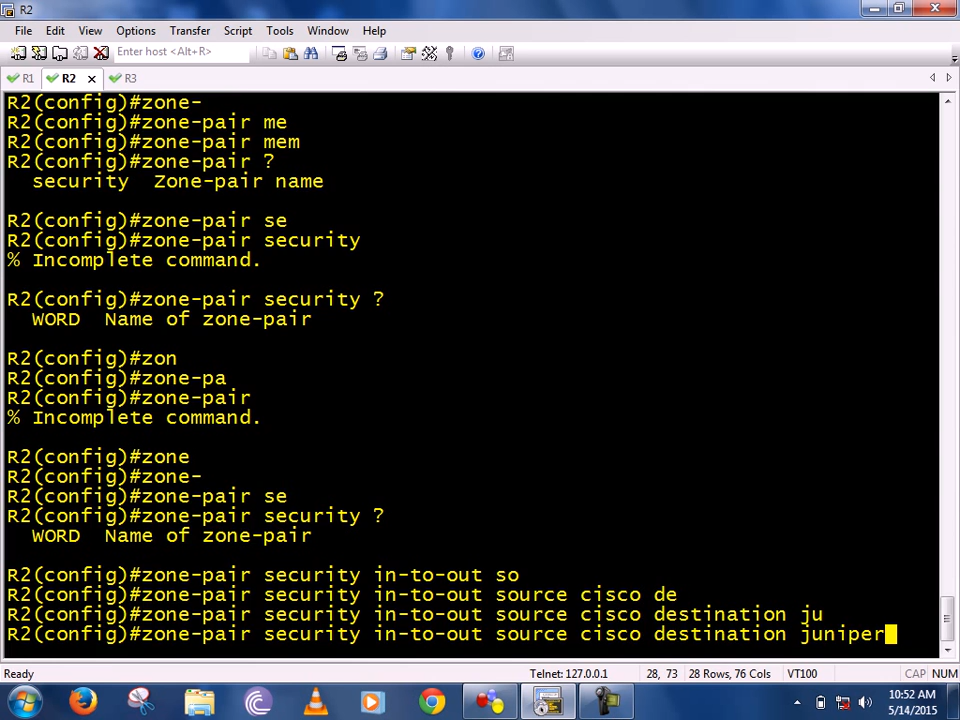 R2
File Edit View Options Transfer Script Tools Window Help
Enter host <Alt+R>
R1 R2 R3
R2(config)#zone-
R2(config)#zone-pair me
R2(config)#zone-pair mem
R2(config)#zone-pair ?
security Zone-pair name
R2(config)#zone-pair se
R2(config)#zone-pair security
% Incomplete command.
R2(config)#zone-pair security ?
WORD Name of zone-pair
R2(config)#zon
R2(config)#zone-pa
R2(config)#zone-pair
% Incomplete command.
R2(config)#zone
R2(config)#zone-
R2(config)#zone-pair se
R2(config)#zone-pair security ?
WORD Name of zone-pair
R2(config)#zone-pair security in-to-out so
R2(config)#zone-pair security in-to-out source cisco de
R2(config)#zone-pair security in-to-out source cisco destination ju
R2(config)#zone-pair security in-to-out source cisco destination juniper
Ready Telnet: 127.0.0.1 28, 73 28 Rows, 76 Cols VT100 CAP NUM
10:52 AM
5/14/2015